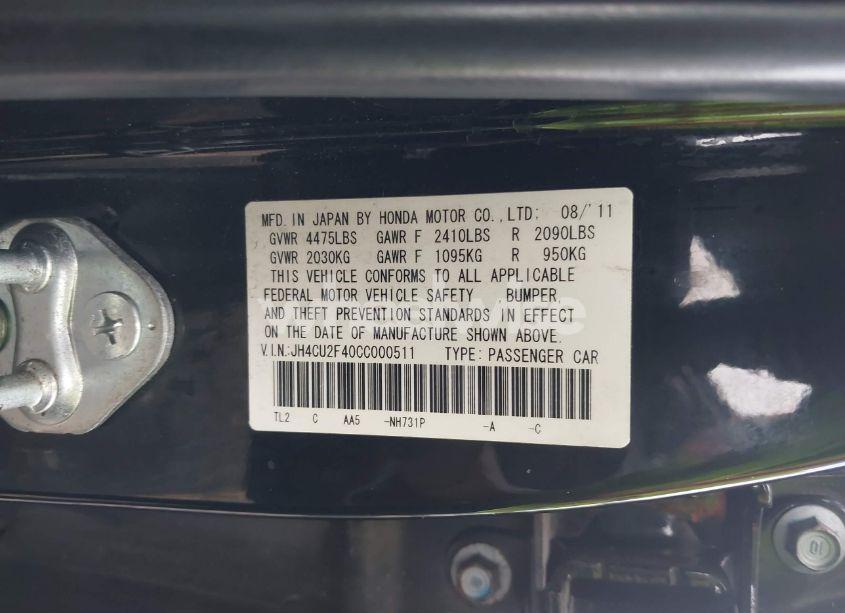 MFD. IN JAPAN BY HONDA MOTOR CO.,LTD: 08/'11
GVWR 4475LBS GAWR F 2410LBS R 2090LBS
GVWR 2030KG GAWR F 1095KG R 950KG
THIS VEHICLE CONFORMS TO ALL APPLICABLE
FEDERAL MOTOR VEHICLE SAFETY BUMPER,
AND THEFT PREVENTION STANDARDS IN EFFECT
ON THE DATE OF MANUFACTURE SHOWN ABOVE.
V.I.N:JH4CU2F40CC000511 TYPE: PASSENGER CAR
TL2 C AA5 -NH731P -A -C